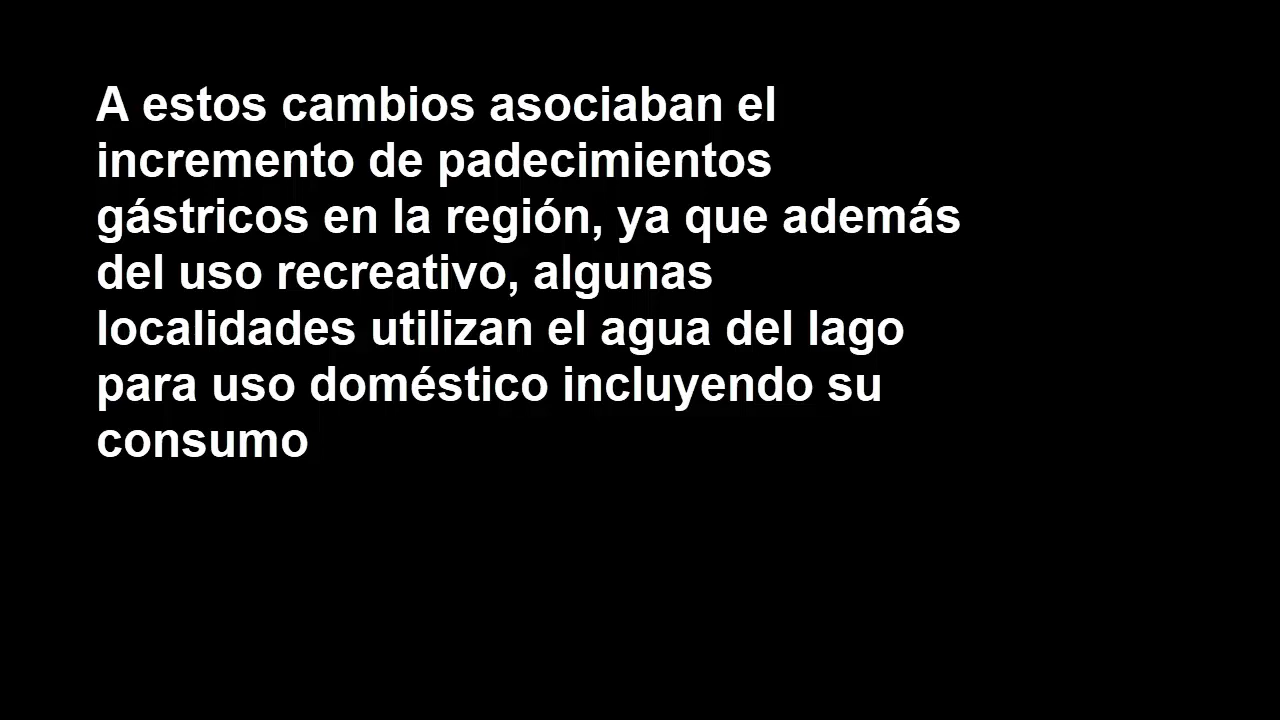 A estos cambios asociaban el
incremento de padecimientos
gástricos en la región, ya que además
del uso recreativo, algunas
localidades utilizan el agua del lago
para uso doméstico incluyendo su
consumo